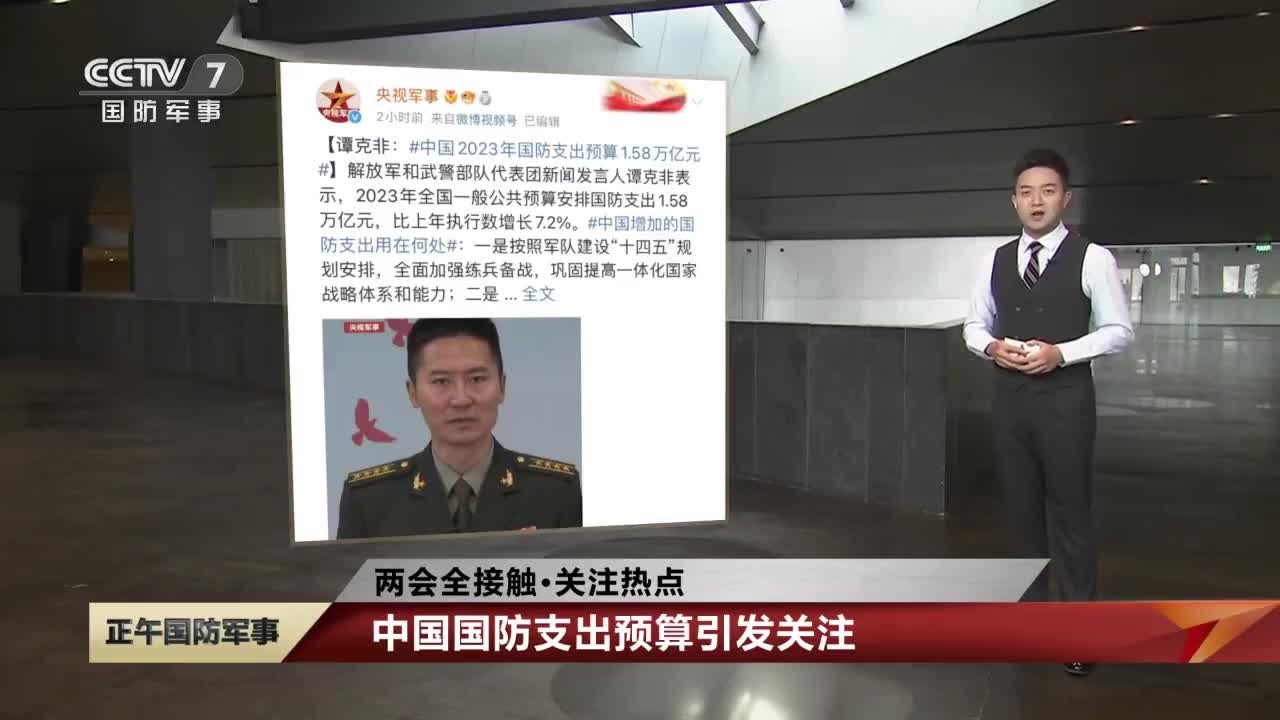 CCTV 7
国防军事
央视军事
2小时前 来自微博视频号 已编辑
【谭克非：#中国2023年国防支出预算1.58万亿元
#】解放军和武警部队代表团新闻发言人谭克非表
示，2023年全国一般公共预算安排国防支出1.58
万亿元，比上年执行数增长7.2%。#中国增加的国
防支出用在何处#：一是按照军队建设“十四五”规
划安排，全面加强练兵备战，巩固提高一体化国家
战略体系和能力；二是 ... 全文
央视军事
两会全接触·关注热点
正午国防军事
中国国防支出预算引发关注